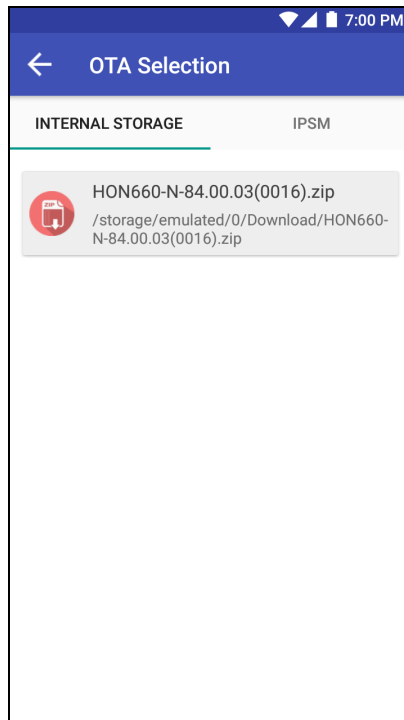 7:00 PM
OTA Selection
INTERNAL STORAGE
IPSM
ZIP
HON660-N-84.00.03(0016).zip
/storage/emulated/0/Download/HON660-
N-84.00.03(0016).zip